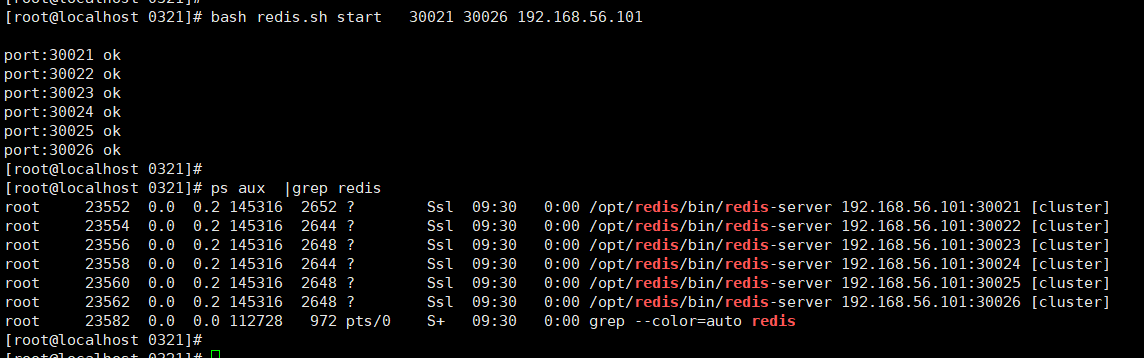 [root@localhost 0321]# bash redis.sh start   30021 30026 192.168.56.101
port:30021 ok
port:30022 ok
port:30023 ok
port:30024 ok
port:30025 ok
port:30026 ok
[root@localhost 0321]#
[root@localhost 0321]# ps aux  |grep redis
root     23552  0.0  0.2 145316  2652 ?        Ssl  09:30   0:00 /opt/redis/bin/redis-server 192.168.56.101:30021 [cluster]
root     23554  0.0  0.2 145316  2644 ?        Ssl  09:30   0:00 /opt/redis/bin/redis-server 192.168.56.101:30022 [cluster]
root     23556  0.0  0.2 145316  2648 ?        Ssl  09:30   0:00 /opt/redis/bin/redis-server 192.168.56.101:30023 [cluster]
root     23558  0.0  0.2 145316  2644 ?        Ssl  09:30   0:00 /opt/redis/bin/redis-server 192.168.56.101:30024 [cluster]
root     23560  0.0  0.2 145316  2648 ?        Ssl  09:30   0:00 /opt/redis/bin/redis-server 192.168.56.101:30025 [cluster]
root     23562  0.0  0.2 145316  2648 ?        Ssl  09:30   0:00 /opt/redis/bin/redis-server 192.168.56.101:30026 [cluster]
root     23582  0.0  0.0 112728   972 pts/0    S+   09:30   0:00 grep --color=auto redis
[root@localhost 0321]#
[root@localhost 0321]#